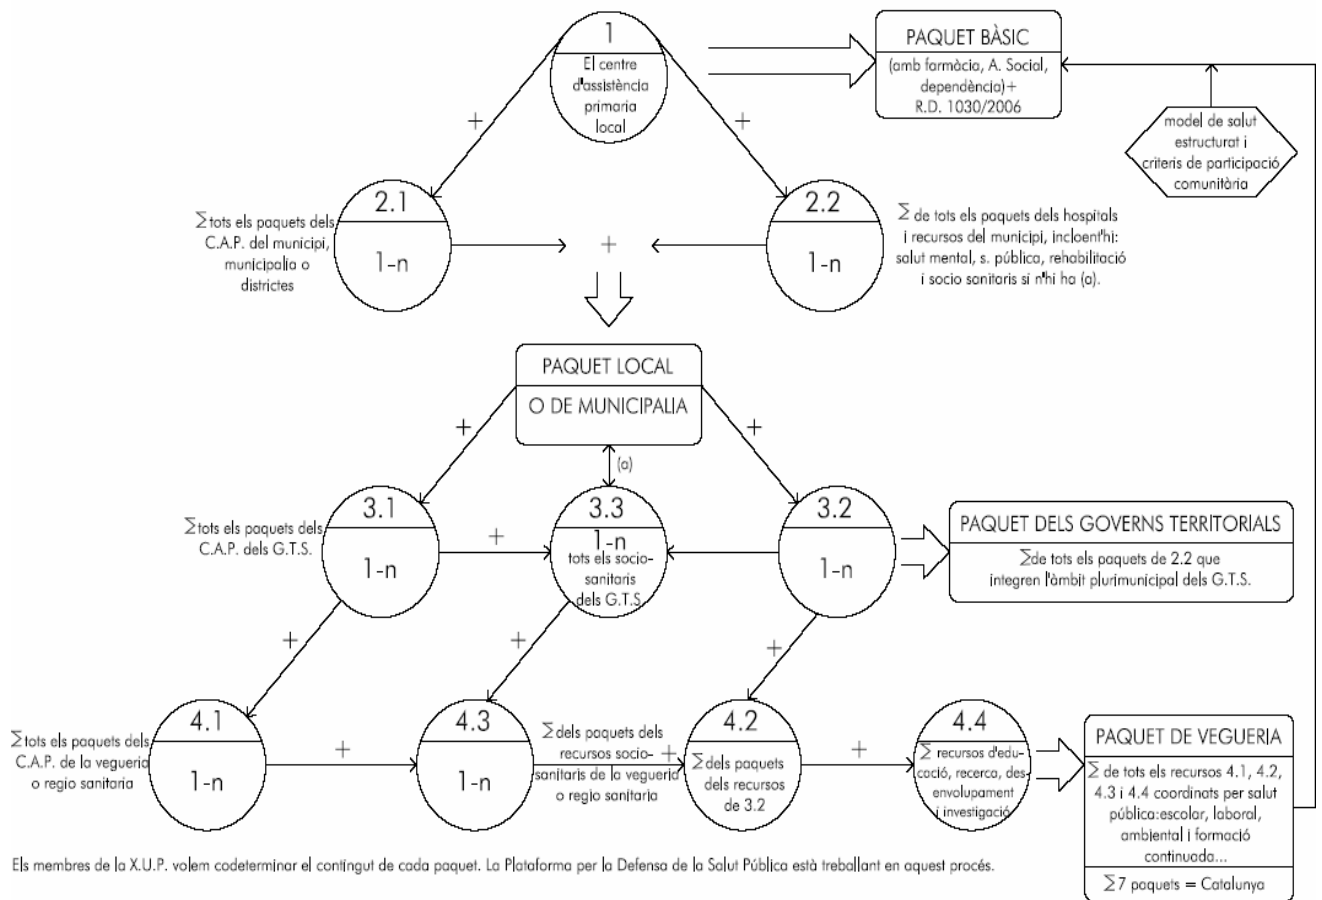 1
El centre
d'assistència
primaria
local
PAQUET BÀSIC
(amb farmàcia, A. Social,
dependència)+
R.D. 1030/2006
model de salut
estructurat i
criteris de participació
comunitària
+
+
2.1
1-n
∑tots els paquets dels
C.A.P. del municipi,
municipalia o
districtes
+
2.2
1-n
∑ de tots els paquets dels hospitals
i recursos del municipi, incloent'hi:
salut mental, s. pública, rehabilitació
i socio sanitaris si n'hi ha (a).
PAQUET LOCAL
O DE MUNICIPALIA
+
+
(a)
3.1
1-n
∑tots els paquets dels
C.A.P. dels G.T.S.
+
3.3
1-n
tots els socio-
sanitaris
dels G.T.S.
3.2
1-n
PAQUET DELS GOVERNS TERRITORIALS
∑de tots els paquets de 2.2 que
integren l'àmbit plurimunicipal dels G.T.S.
+
+
+
4.1
1-n
∑tots els paquets dels
C.A.P. de la vegueria
o regio sanitaria
+
4.3
1-n
∑dels paquets dels
recursos socio-
sanitaris de la vegueria
o regio sanitaria
+
4.2
∑dels paquets
dels recursos
de 3.2
+
4.4
∑ recursos d'edu-
cació, recerca, des-
envolupament
i investigació
PAQUET DE VEGUERIA
∑ de tots els recursos 4.1, 4.2,
4.3 i 4.4 coordinats per salut
pública:escolar, laboral,
ambiental i formació
continuada...
∑7 paquets = Catalunya
Els membres de la X.U.P. volem codeterminar el contingut de cada paquet. La Plataforma per la Defensa de la Salut Pública està treballant en aquest procés.